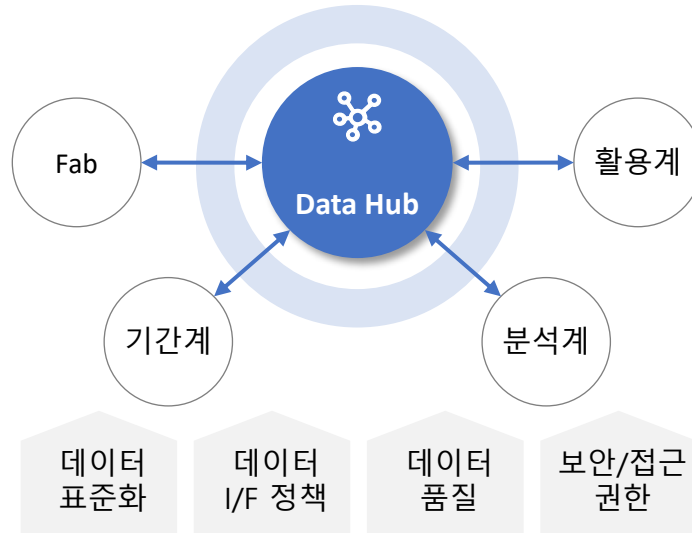 Fab
Data Hub
활용계
기간계
분석계
데이터
표준화
데이터
I/F 정책
데이터
품질
보안/접근
권한